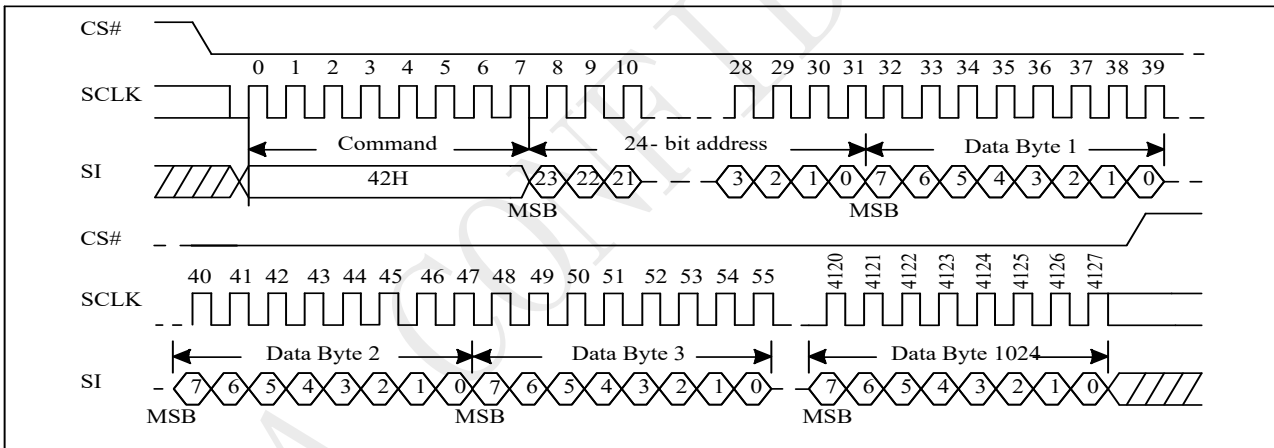 CS#
0 1 2 3 4 5 6 7 8 9 10 28 29 30 31 32 33 34 35 36 37 38 39
SCLK
Command 24- bit address Data Byte 1
SI
42H 23 22 21 3 2 1 0 7 6 5 4 3 2 1 0
MSB MSB
CS#
40 41 42 43 44 45 46 47 48 49 50 51 52 53 54 55 4120 4121 4122 4123 4124 4125 4126 4127
SCLK
Data Byte 2 Data Byte 3 Data Byte 1024
SI
7 6 5 4 3 2 1 0 7 6 5 4 3 2 1 0 7 6 5 4 3 2 1 0
MSB MSB MSB